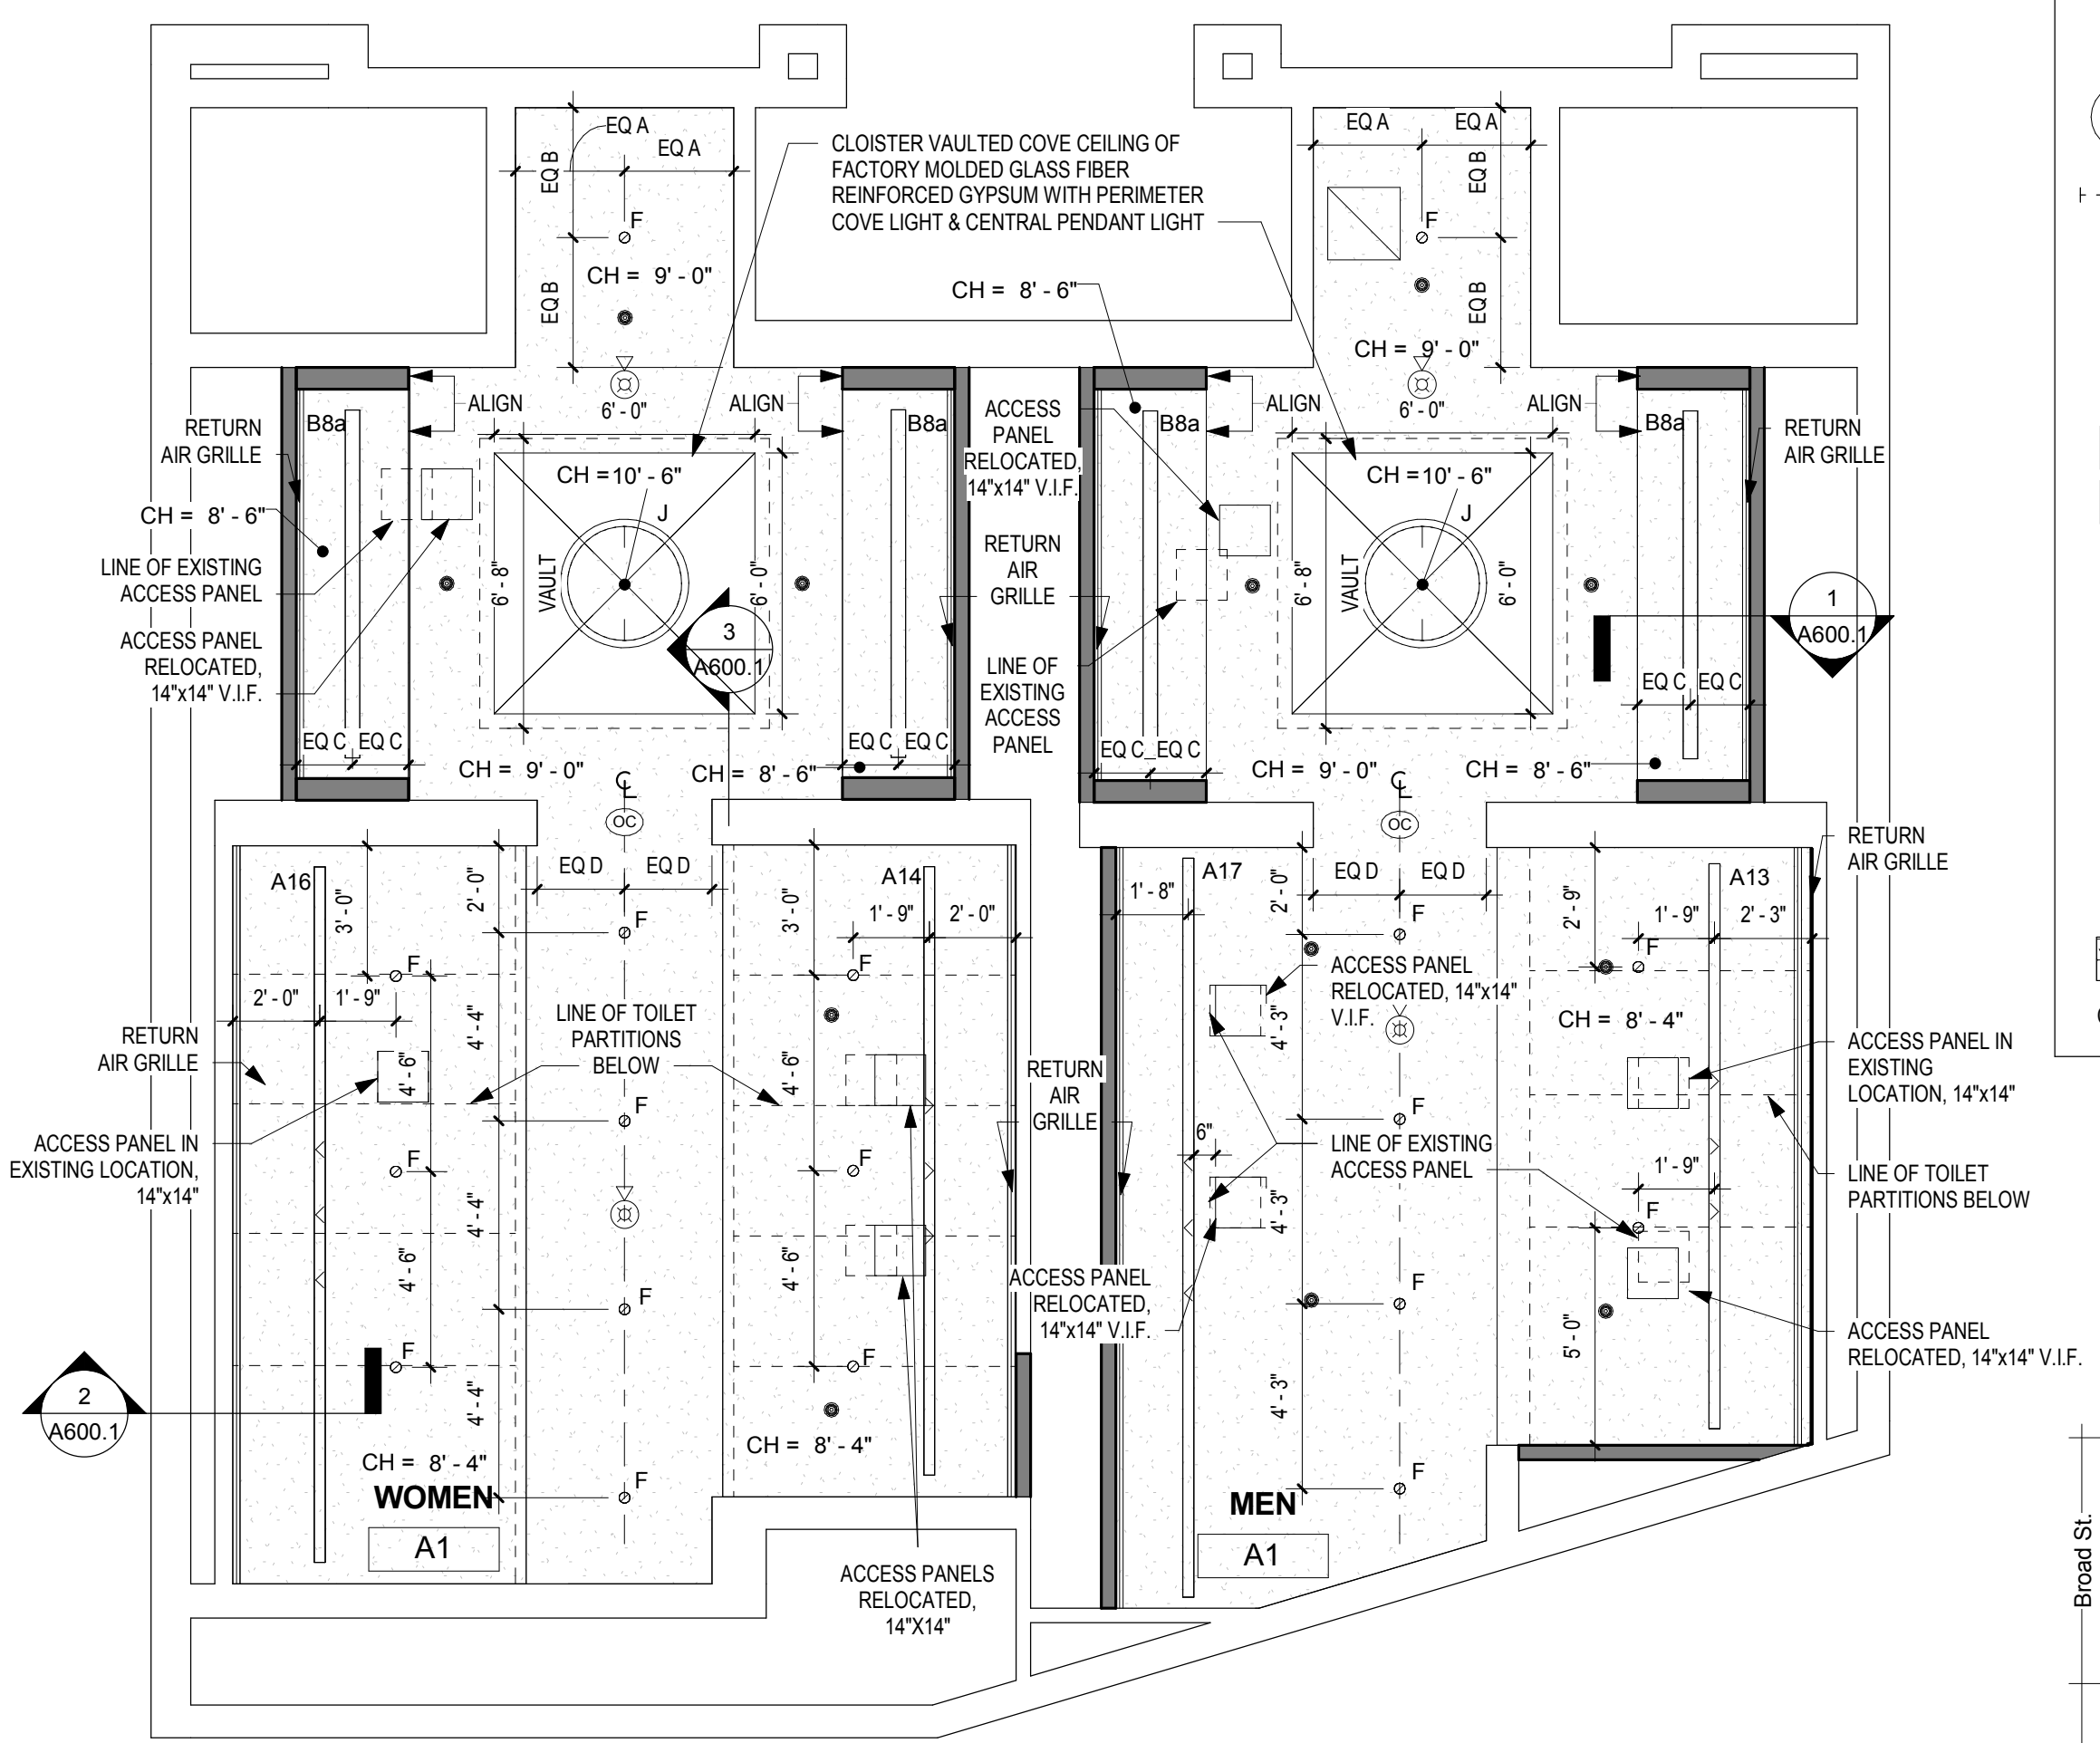 EQ A
EQ A
EQ B
EQ B
F
CH = 9' - 0"
6' - 0"
CLOISTER VAULTED COVE CEILING OF
FACTORY MOLDED GLASS FIBER
REINFORCED GYPSUM WITH PERIMETER
COVE LIGHT & CENTRAL PENDANT LIGHT
CH = 8' - 6"
EQ A
EQ A
EQ B
EQ B
F
CH = 9' - 0"
6' - 0"
RETURN
AIR GRILLE
B8a
ALIGN
ALIGN
B8a
ACCESS
PANEL
RELOCATED,
14"x14" V.I.F.
B8a
ALIGN
ALIGN
B8a
RETURN
AIR GRILLE
CH = 8' - 6"
CH = 10' - 6"
J
6' - 8"
VAULT
6' - 0"
LINE OF EXISTING
ACCESS PANEL
ACCESS PANEL
RELOCATED,
14"x14" V.I.F.
3
A600.1
RETURN
AIR
GRILLE
LINE OF
EXISTING
ACCESS
PANEL
CH = 10' - 6"
J
6' - 8"
VAULT
6' - 0"
1
A600.1
EQ C
EQ C
EQ C
EQ C
EQ C
EQ C
EQ C
EQ C
CH = 9' - 0"
CH = 8' - 6"
CH = 9' - 0"
CH = 8' - 6"
CL
OC
CL
OC
EQ D
EQ D
EQ D
EQ D
A16
3' - 0"
2' - 0"
F
F
2' - 0"
1' - 9"
4' - 6"
4' - 4"
LINE OF TOILET
PARTITIONS
BELOW
F
F
4' - 4"
4' - 6"
F
F
4' - 4"
F
CH = 8' - 4"
WOMEN
A1
RETURN
AIR GRILLE
ACCESS PANEL IN
EXISTING LOCATION,
14"x14"
2
A600.1
A14
3' - 0"
1' - 9"
2' - 0"
F
4' - 6"
F
4' - 6"
F
CH = 8' - 4"
ACCESS PANELS
RELOCATED,
14"X14"
RETURN
AIR
GRILLE
A17
1' - 8"
2' - 0"
F
ACCESS PANEL
RELOCATED, 14"x14"
V.I.F.
4' - 3"
F
6"
LINE OF EXISTING
ACCESS PANEL
4' - 3"
F
ACCESS PANEL
RELOCATED,
14"x14" V.I.F.
4' - 3"
F
MEN
A1
A13
2' - 9"
1' - 9"
2' - 3"
F
CH = 8' - 4"
1' - 9"
F
5' - 0"
RETURN
AIR GRILLE
ACCESS PANEL IN
EXISTING
LOCATION, 14"x14"
LINE OF TOILET
PARTITIONS BELOW
ACCESS PANEL
RELOCATED, 14"x14" V.I.F.
Broad St.